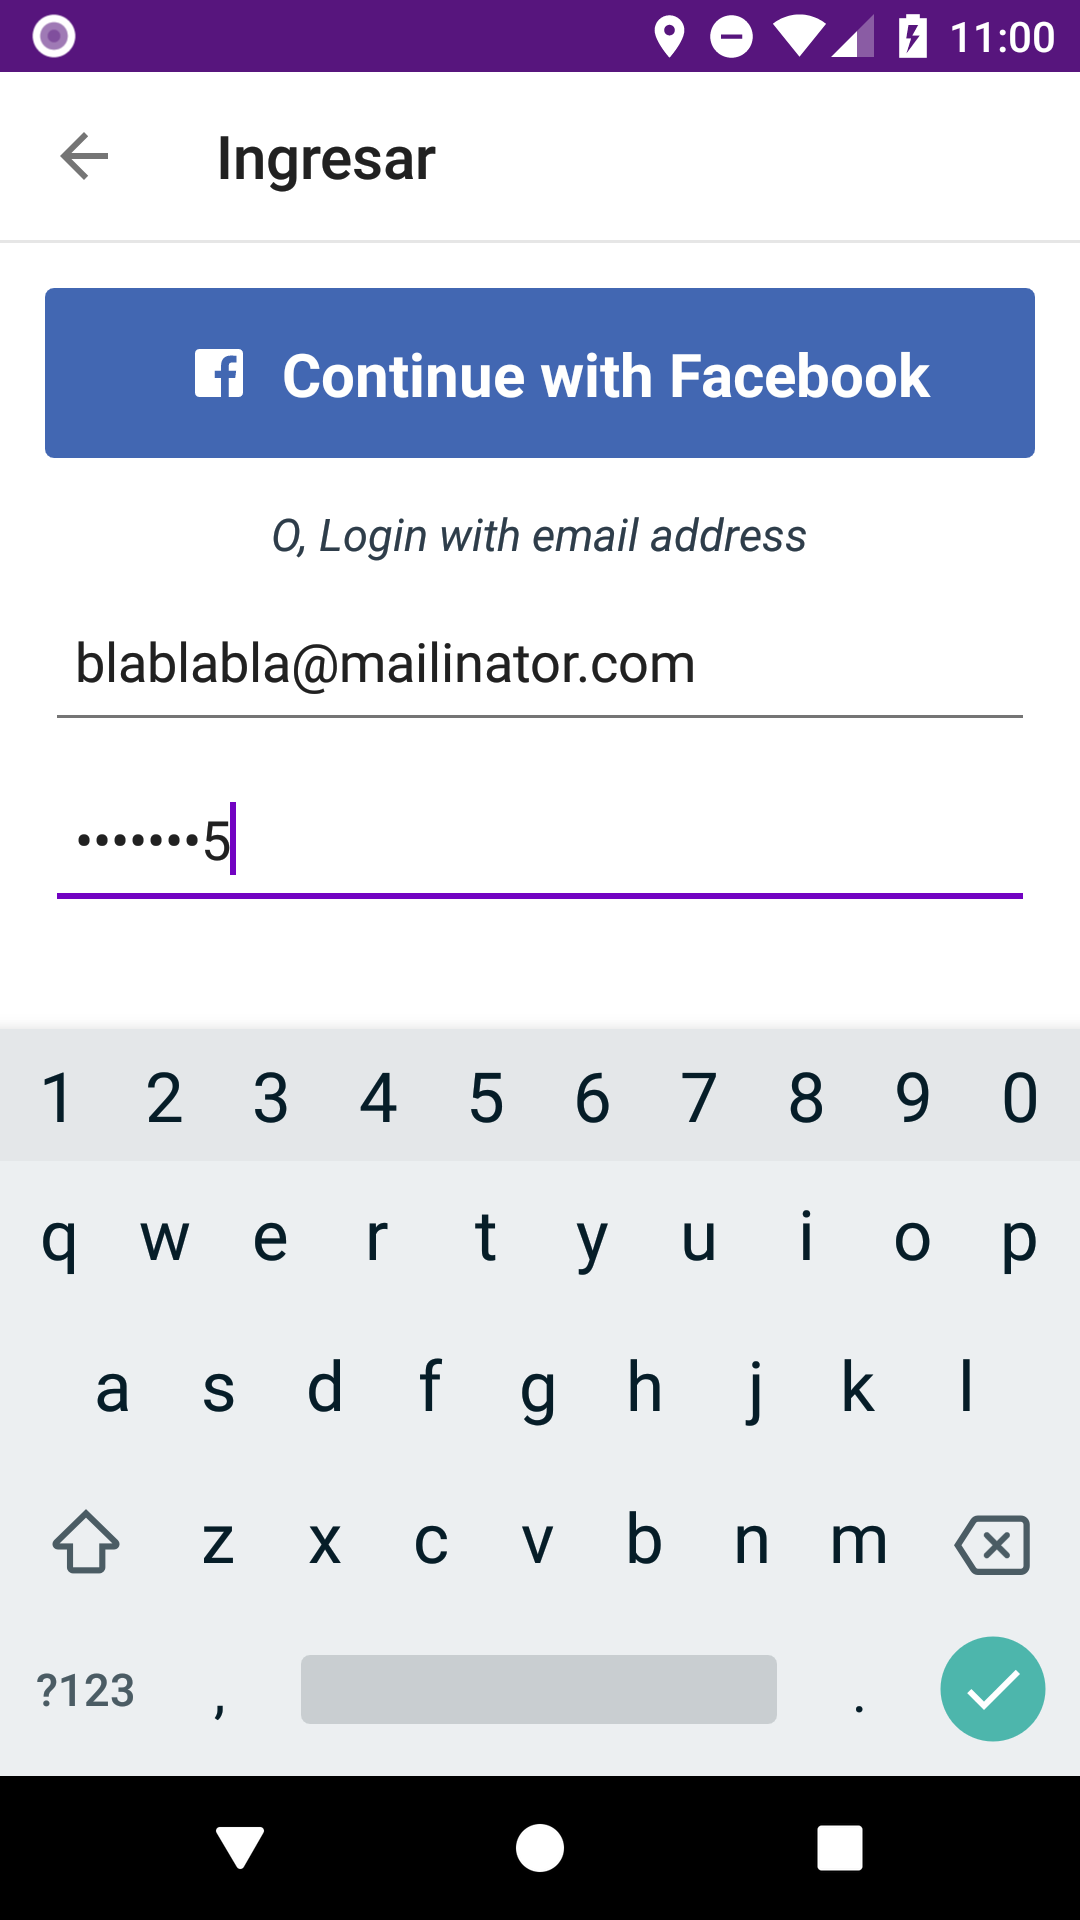 11:00
Ingresar
Continue with Facebook
O, Login with email address
blablabla@mailinator.com
•••••••5
1 2 3 4 5 6 7 8 9 0
q w e r t y u i o p
a s d f g h j k l
z x c v b n m
?123 , .